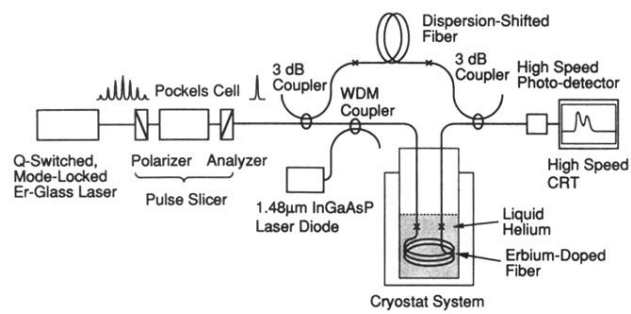 Dispersion-Shifted
Fiber
3 dB
Coupler
3 dB
Coupler
High Speed
Photo-detector
Pockels Cell
WDM
Coupler
Q-Switched,
Mode-Locked
Er-Glass Laser
Polarizer
Analyzer
Pulse Slicer
1.48μm InGaAsP
Laser Diode
High Speed
CRT
Liquid
Helium
Erbium-Doped
Fiber
Cryostat System